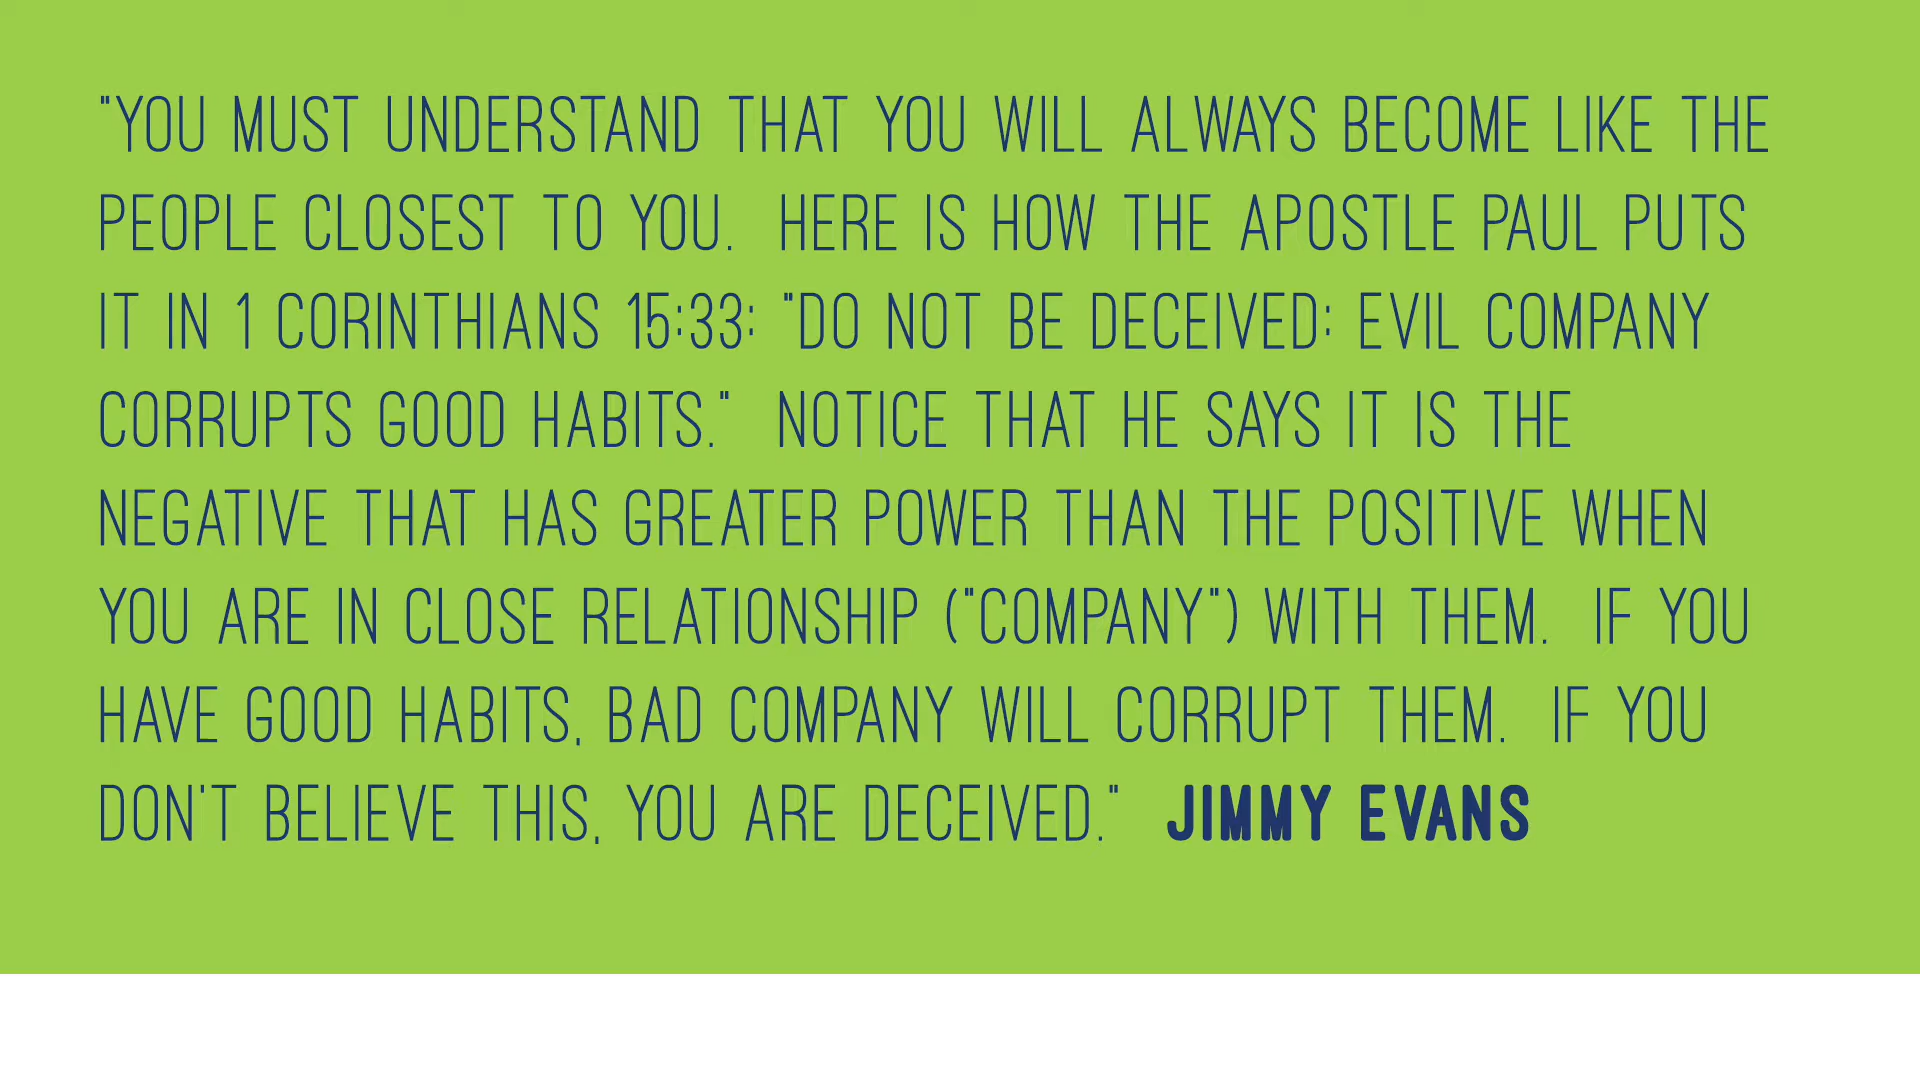 "YOU MUST UNDERSTAND THAT YOU WILL ALWAYS BECOME LIKE THE
PEOPLE CLOSEST TO YOU.  HERE IS HOW THE APOSTLE PAUL PUTS
IT IN 1 CORINTHIANS 15:33: "DO NOT BE DECEIVED: EVIL COMPANY
CORRUPTS GOOD HABITS."  NOTICE THAT HE SAYS IT IS THE
NEGATIVE THAT HAS GREATER POWER THAN THE POSITIVE WHEN
YOU ARE IN CLOSE RELATIONSHIP ("COMPANY") WITH THEM.  IF YOU
HAVE GOOD HABITS, BAD COMPANY WILL CORRUPT THEM.  IF YOU
DON'T BELIEVE THIS, YOU ARE DECEIVED."  JIMMY EVANS